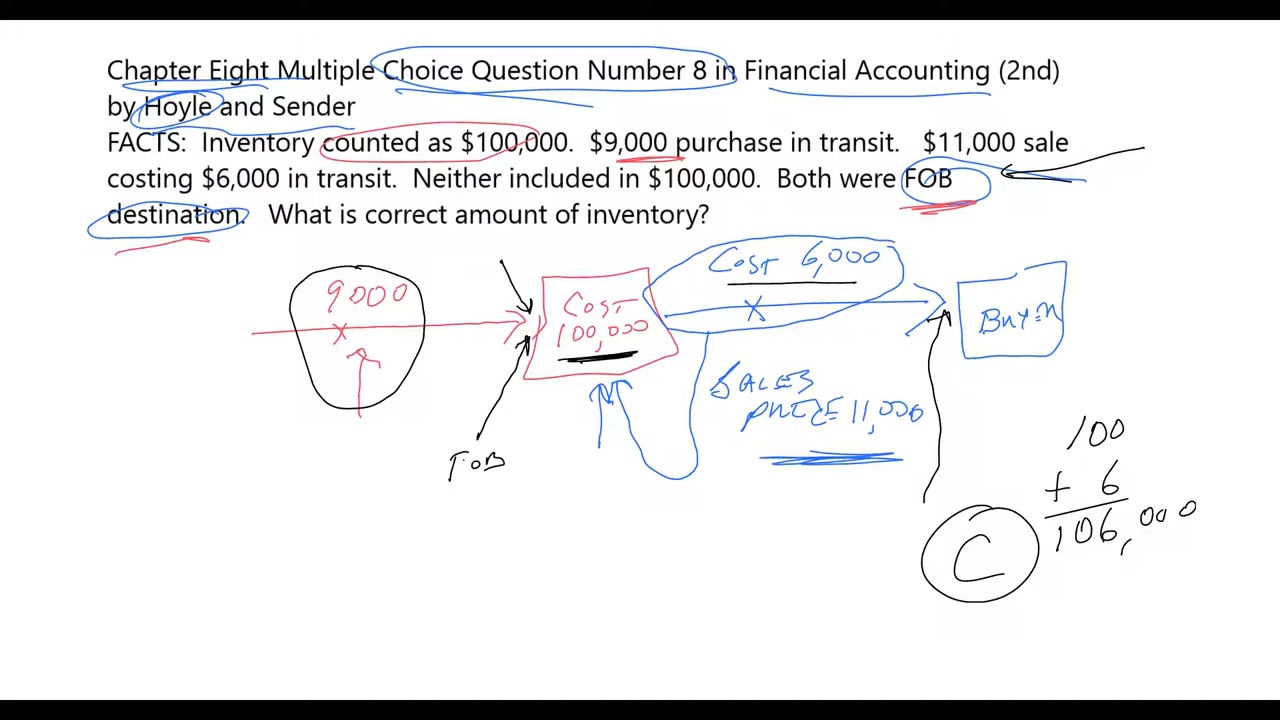 Chapter Eight Multiple Choice Question Number 8 in Financial Accounting (2nd)
by Hoyle and Sender
FACTS:  Inventory counted as $100,000.  $9,000 purchase in transit.  $11,000 sale
costing $6,000 in transit.  Neither included in $100,000.  Both were FOB
destination.  What is correct amount of inventory?
9000
COST
100,000
COST 6,000
BUYER
SALES
PRICE = 11,000
FOB
100
+ 6
106,000
C